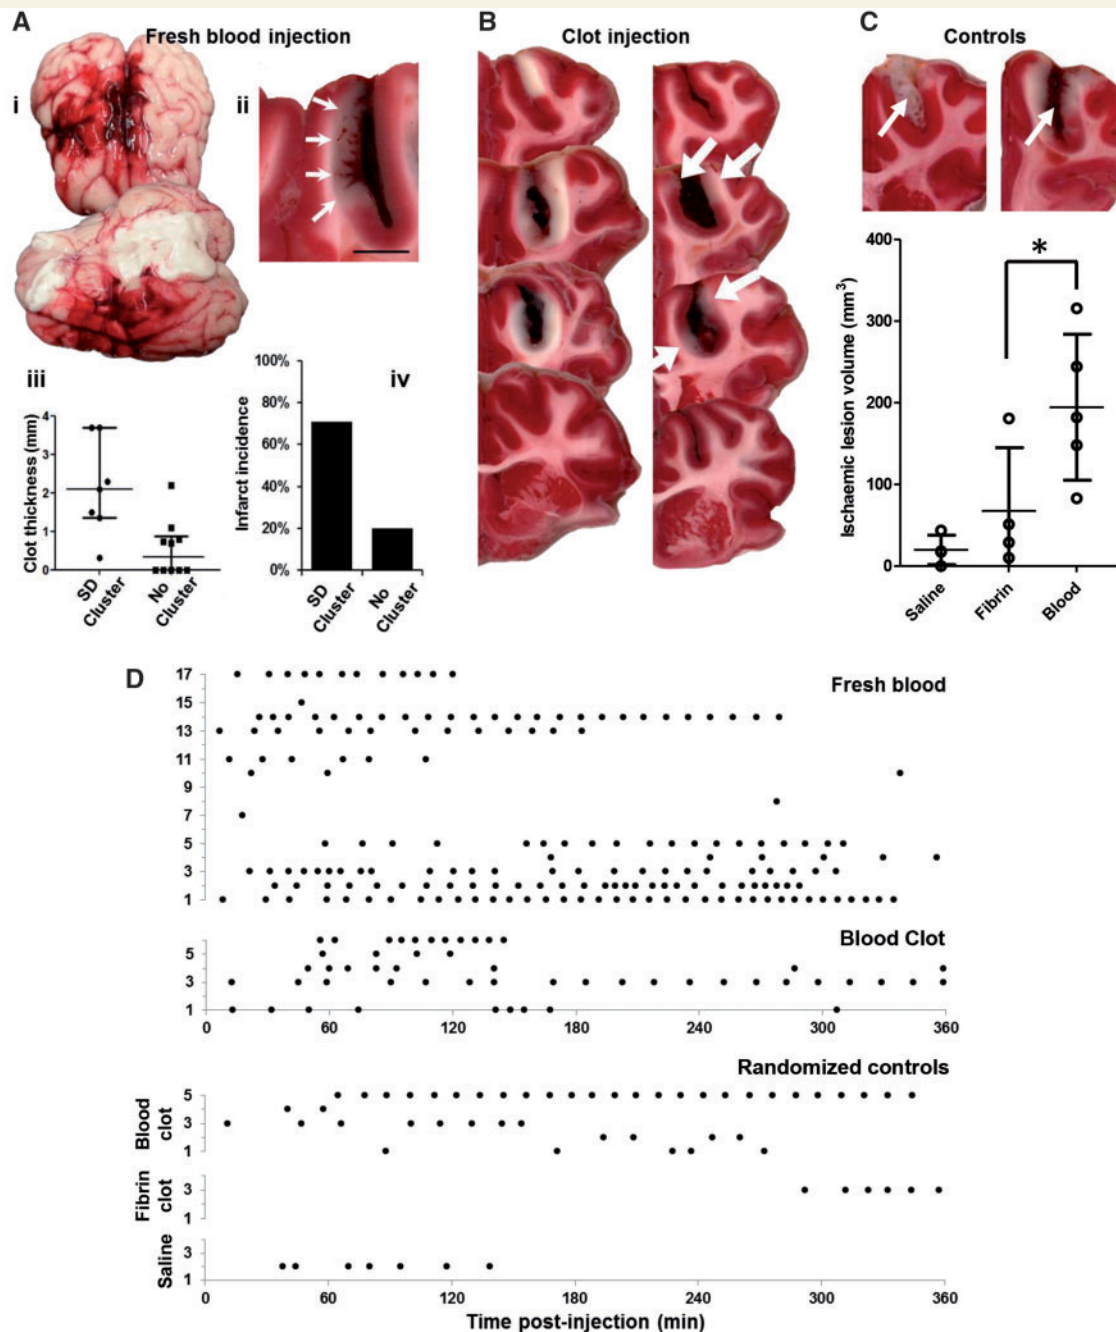 A
Fresh blood injection
i
ii
iii
Clot thickness (mm)
4
3
2
1
0
SD
Cluster
No
Cluster
iv
Infarct incidence
100%
80%
60%
40%
20%
0%
SD
Cluster
No
Cluster
B
Clot injection
C
Controls
Ischaemic lesion volume (mm³)
400
300
200
100
0
*
Saline
Fibrin
Blood
D
Fresh blood
17
15
13
11
9
7
5
3
1
Blood Clot
5
3
1
0 60 120 180 240 300 360
Randomized controls
Blood
clot
5
3
1
Fibrin
clot
3
1
Saline
3
1
0 60 120 180 240 300 360
Time post-injection (min)